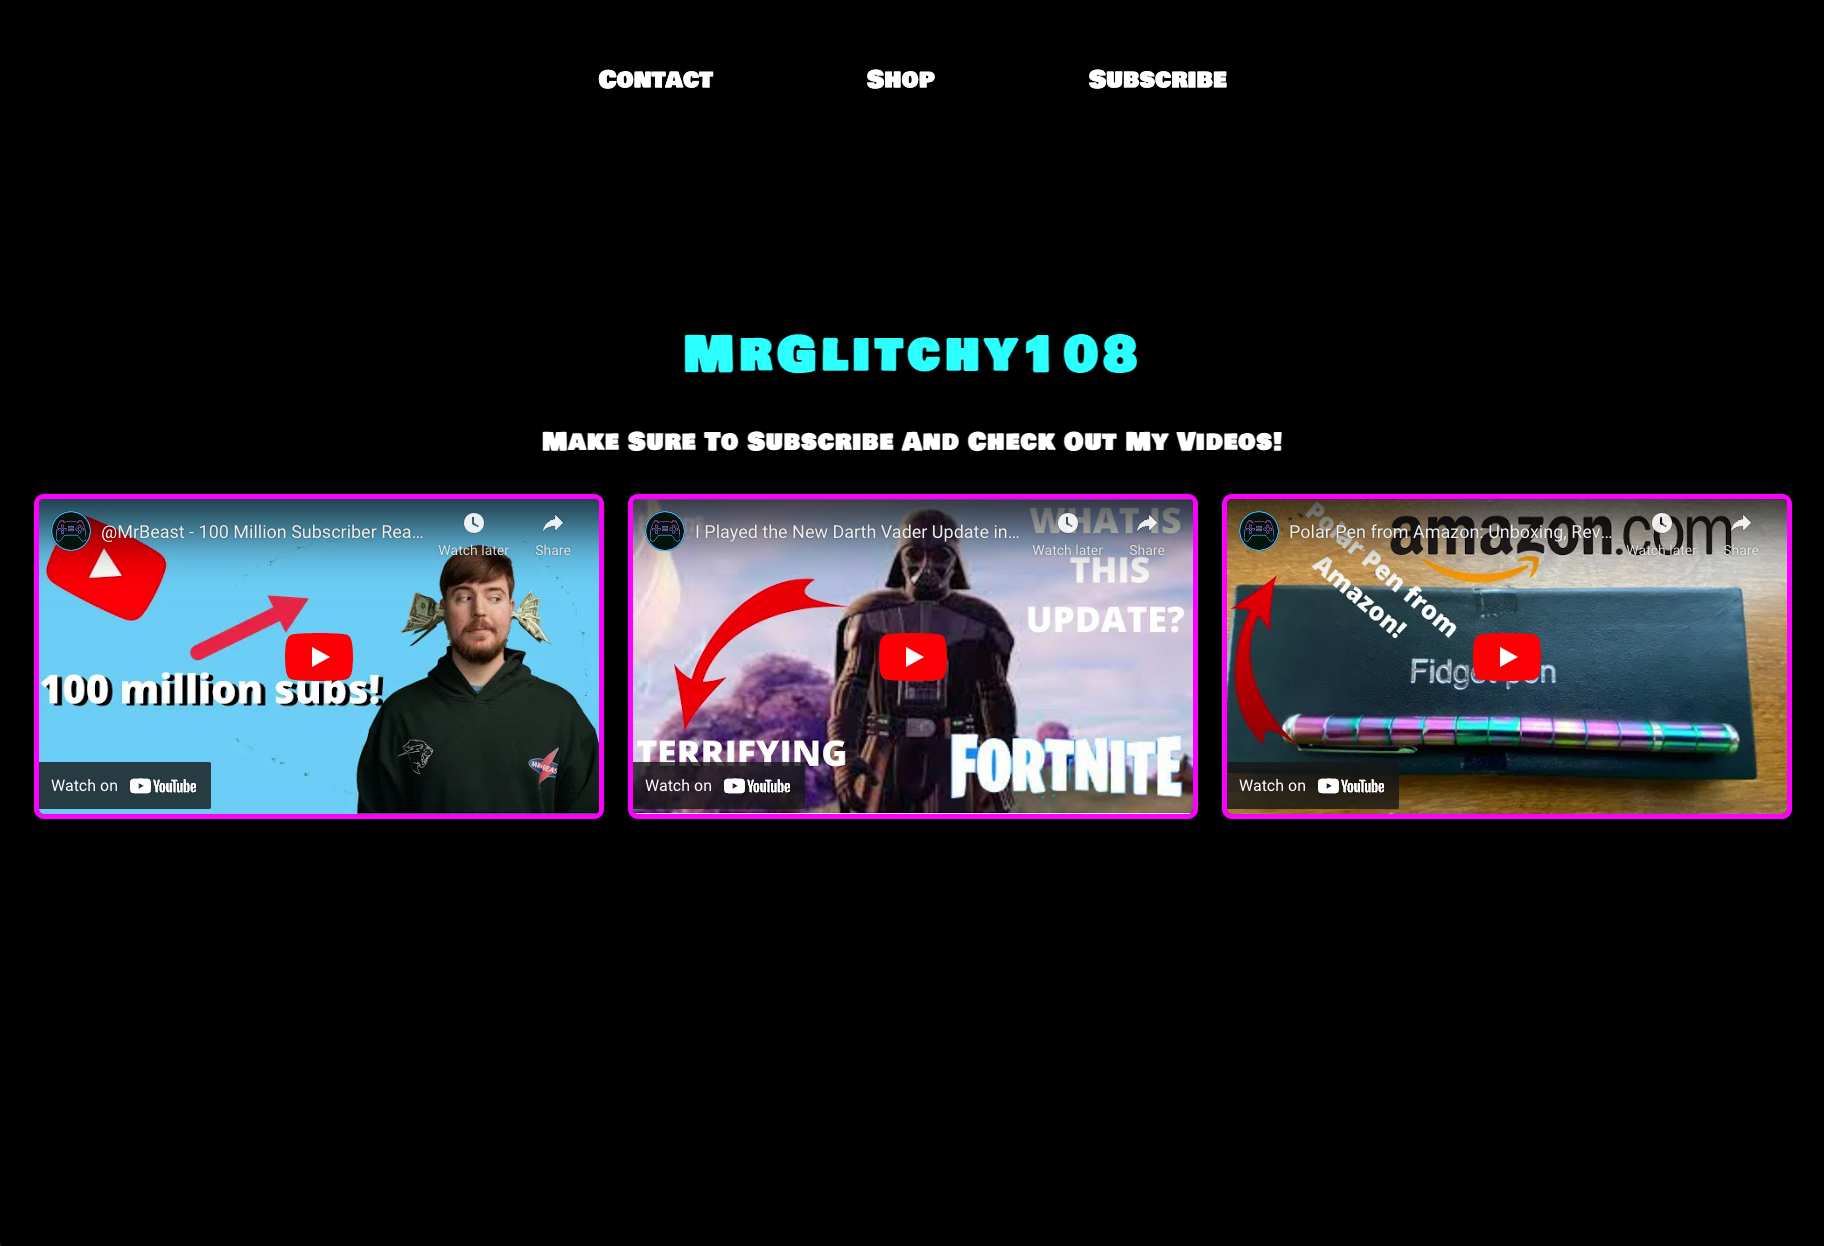 Contact Shop Subscribe
MrGlitchy108
Make Sure To Subscribe And Check Out My Videos!
@MrBeast - 100 Million Subscriber Rea...
Watch later
Share
100 million subs!
Watch on YouTube
I Played the New Darth Vader Update in...
Watch later
Share
WHAT IS
THIS
UPDATE?
TERRIFYING
FORTNITE
Watch on YouTube
Polar Pen from Amazon: Unboxing, Rev...
Watch later
Share
amazon.com
Polar Pen from
Amazon!
Fidget pen
Watch on YouTube